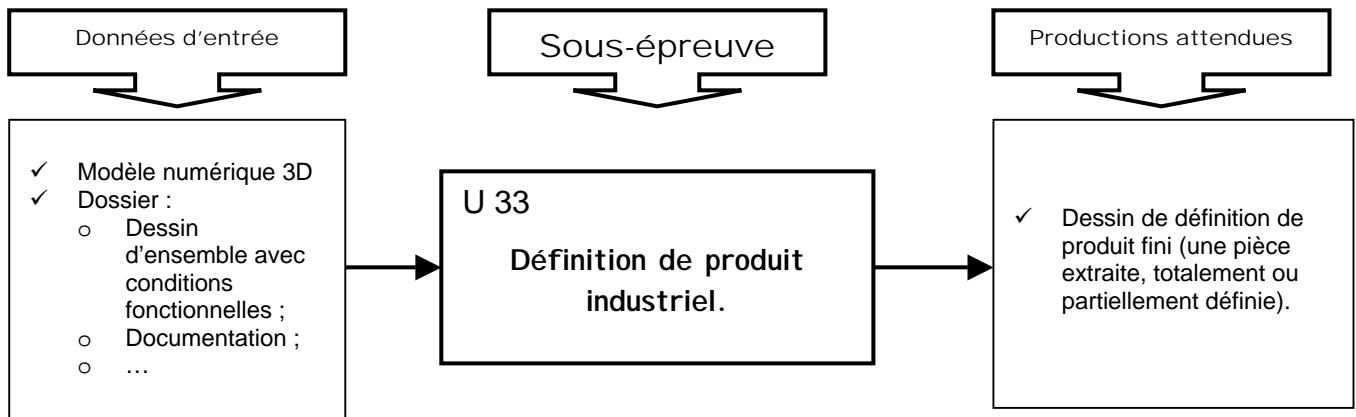 Données d'entrée
Sous-épreuve
Productions attendues
✓ Modèle numérique 3D
✓ Dossier :
o Dessin
d'ensemble avec
conditions
fonctionnelles ;
o Documentation ;
o …
U 33
Définition de produit
industriel.
✓ Dessin de définition de
produit fini (une pièce
extraite, totalement ou
partiellement définie).